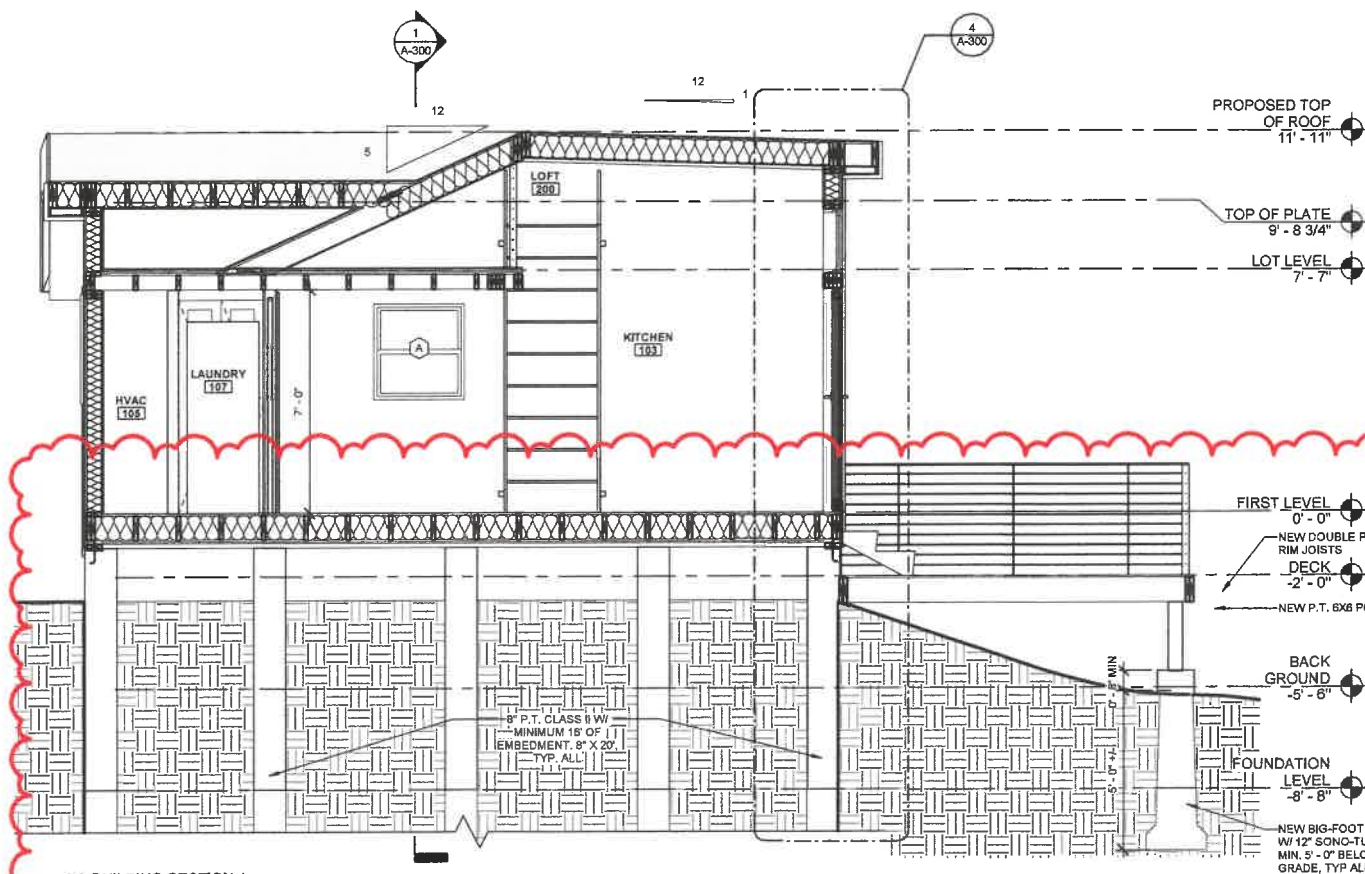 1
A-300
4
A-300
12
1
12
5
PROPOSED TOP
OF ROOF
11' - 11"
LOFT
200
TOP OF PLATE
9' - 8 3/4"
LOT LEVEL
7' - 7"
A
KITCHEN
103
LAUNDRY
107
HVAC
105
7' - 0"
FIRST LEVEL
0' - 0"
NEW DOUBLE P
RIM JOISTS
DECK
-2' - 0"
NEW P.T. 6X6 P
BACK
GROUND
-5' - 6"
MIN
8" P.T. CLASS II W/
MINIMUM 16' OF
EMBEDMENT. 8" X 20',
TYP. ALL
5' - 0" +/-
FOUNDATION
LEVEL
-8' - 8"
NEW BIG-FOOT
W/ 12" SONO-TU
MIN. 5' - 0" BELO
GRADE, TYP AL